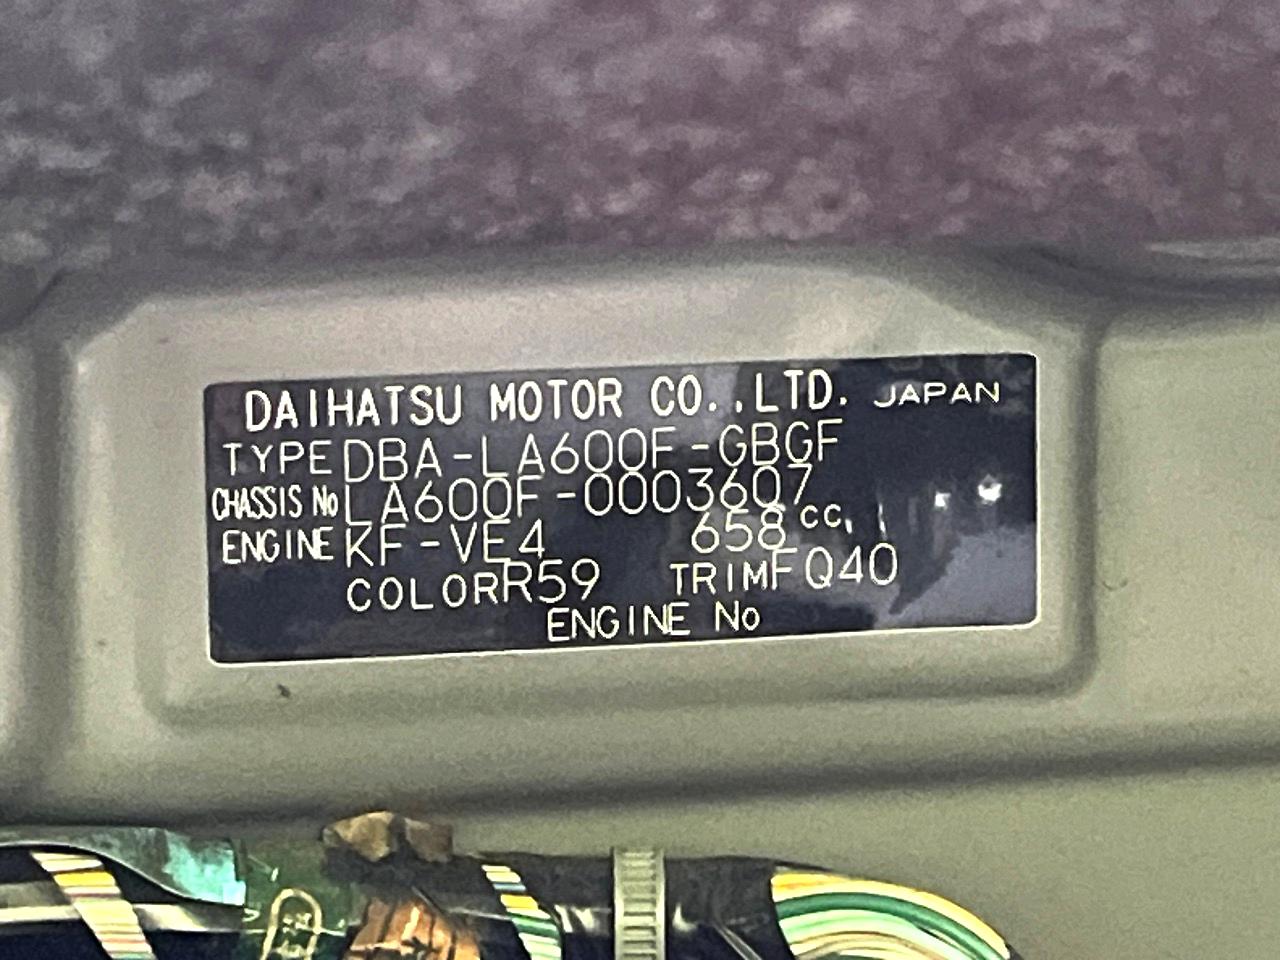 DAIHATSU MOTOR CO.,LTD. JAPAN
TYPE DBA-LA600F-GBGF
CHASSIS No LA600F-0003607
ENGINE KF-VE4 658 cc
COLOR R59 TRIM FQ40
ENGINE No